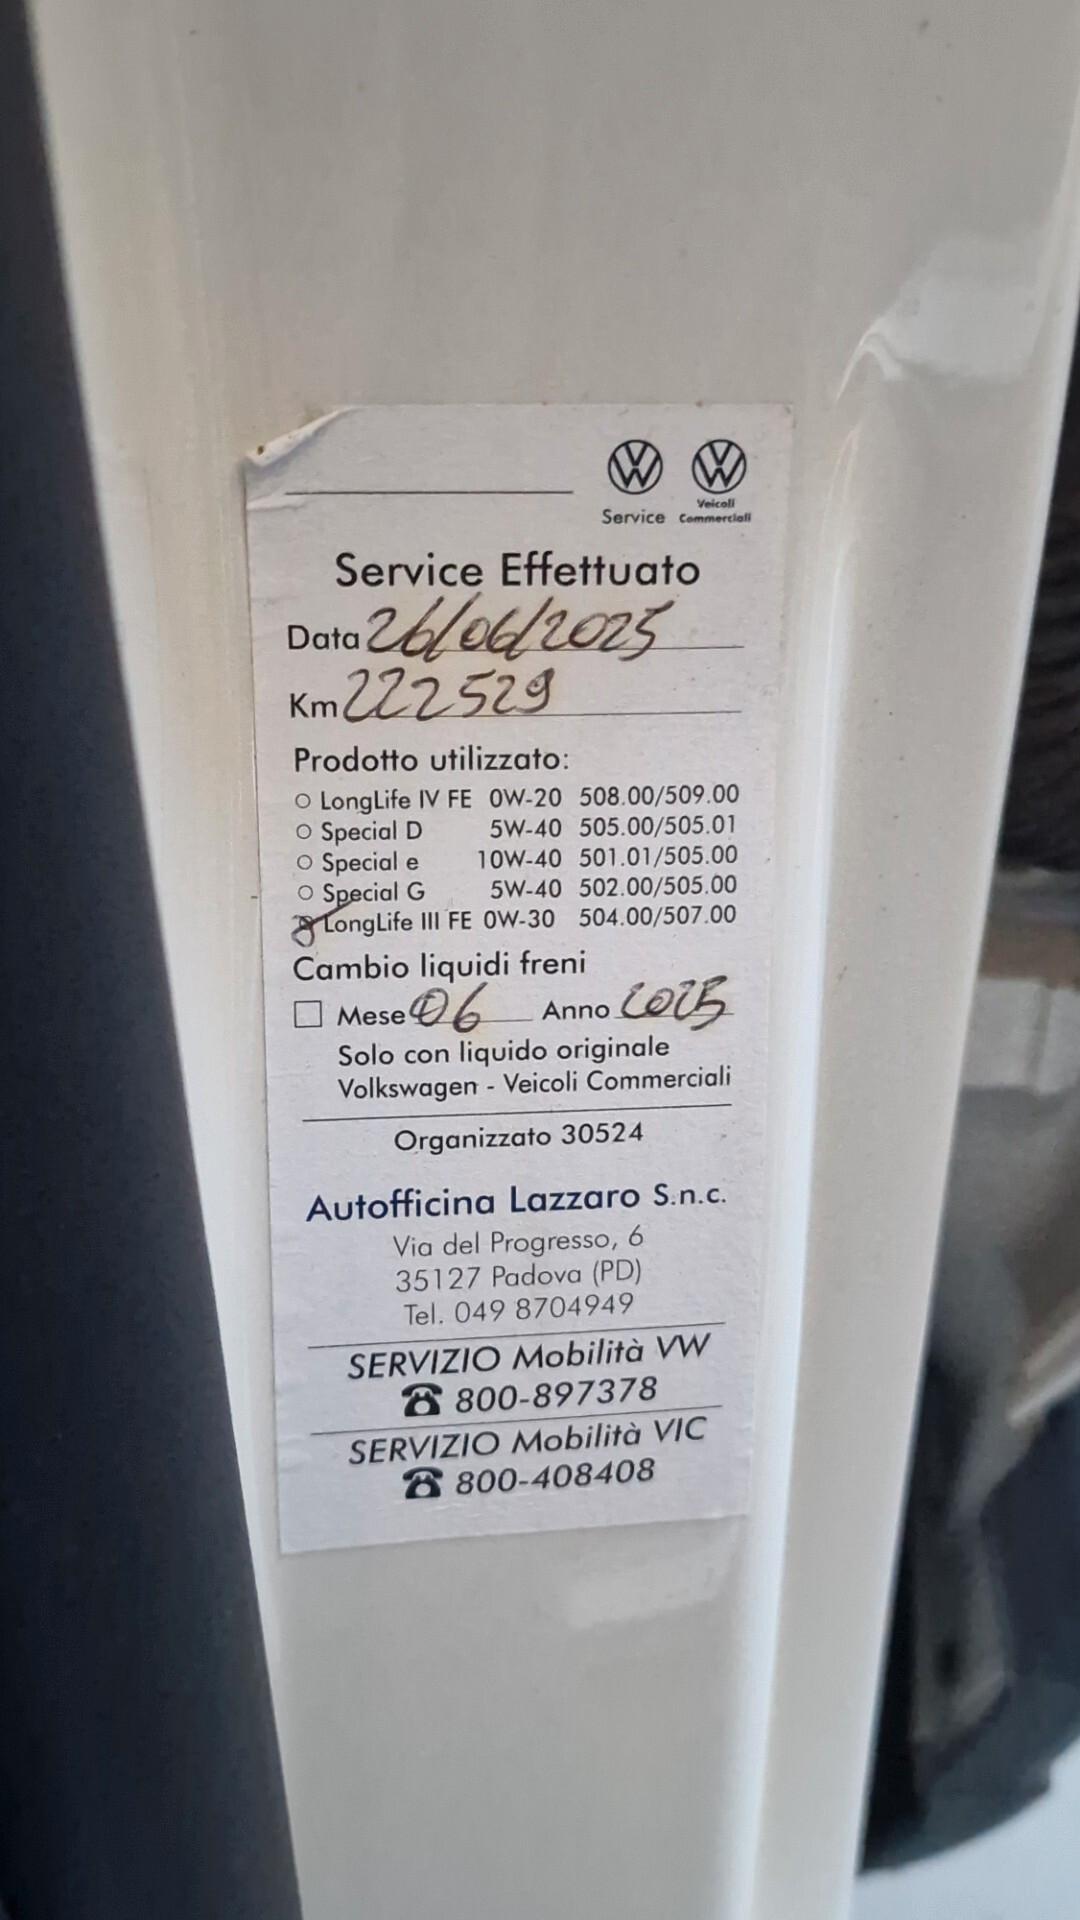 Service Veicoli Commerciali
Service Effettuato
Data 26/06/2025
Km 222529
Prodotto utilizzato:
LongLife IV FE 0W-20 508.00/509.00
Special D 5W-40 505.00/505.01
Special e 10W-40 501.01/505.00
Special G 5W-40 502.00/505.00
LongLife III FE 0W-30 504.00/507.00
Cambio liquidi freni
Mese 06 Anno 2025
Solo con liquido originale
Volkswagen - Veicoli Commerciali
Organizzato 30524
Autofficina Lazzaro S.n.c.
Via del Progresso, 6
35127 Padova (PD)
Tel. 049 8704949
SERVIZIO Mobilità VW
☎ 800-897378
SERVIZIO Mobilità VIC
☎ 800-408408